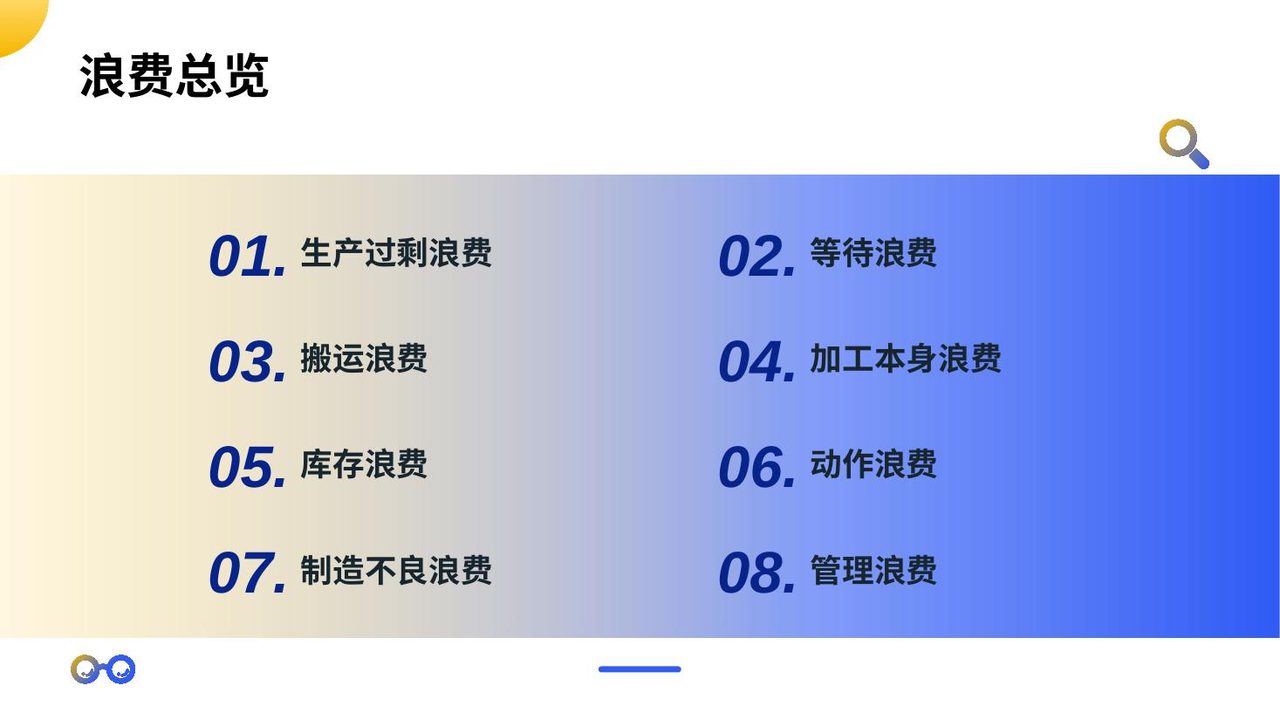 浪费总览
01. 生产过剩浪费
02. 等待浪费
03. 搬运浪费
04. 加工本身浪费
05. 库存浪费
06. 动作浪费
07. 制造不良浪费
08. 管理浪费